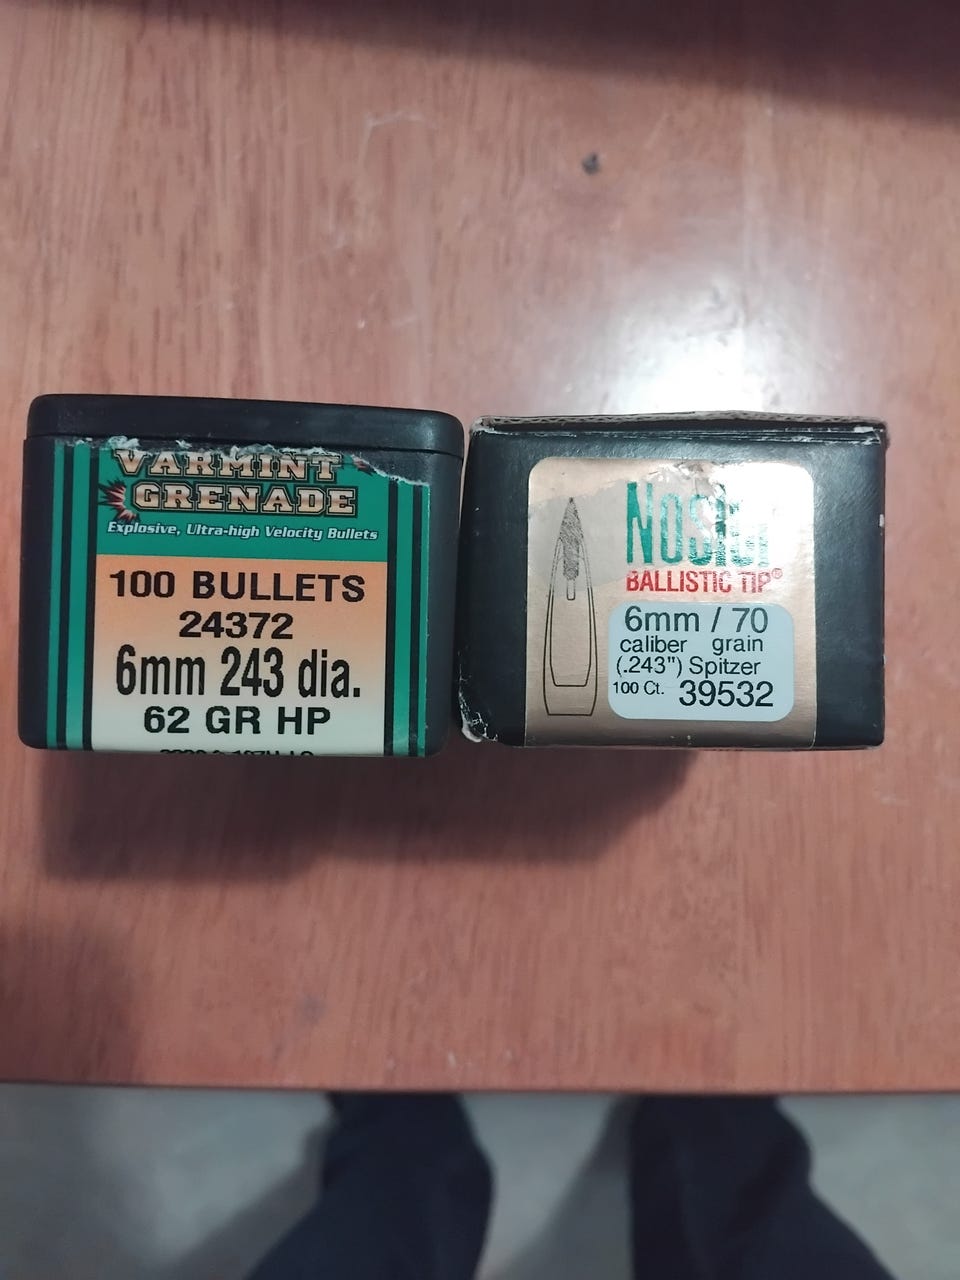 VARMINT
GRENADE
Explosive, Ultra-high Velocity Bullets
100 BULLETS
24372
6mm 243 dia.
62 GR HP
Nosler
BALLISTIC TIP®
6mm / 70
caliber grain
(.243") Spitzer
100 Ct. 39532